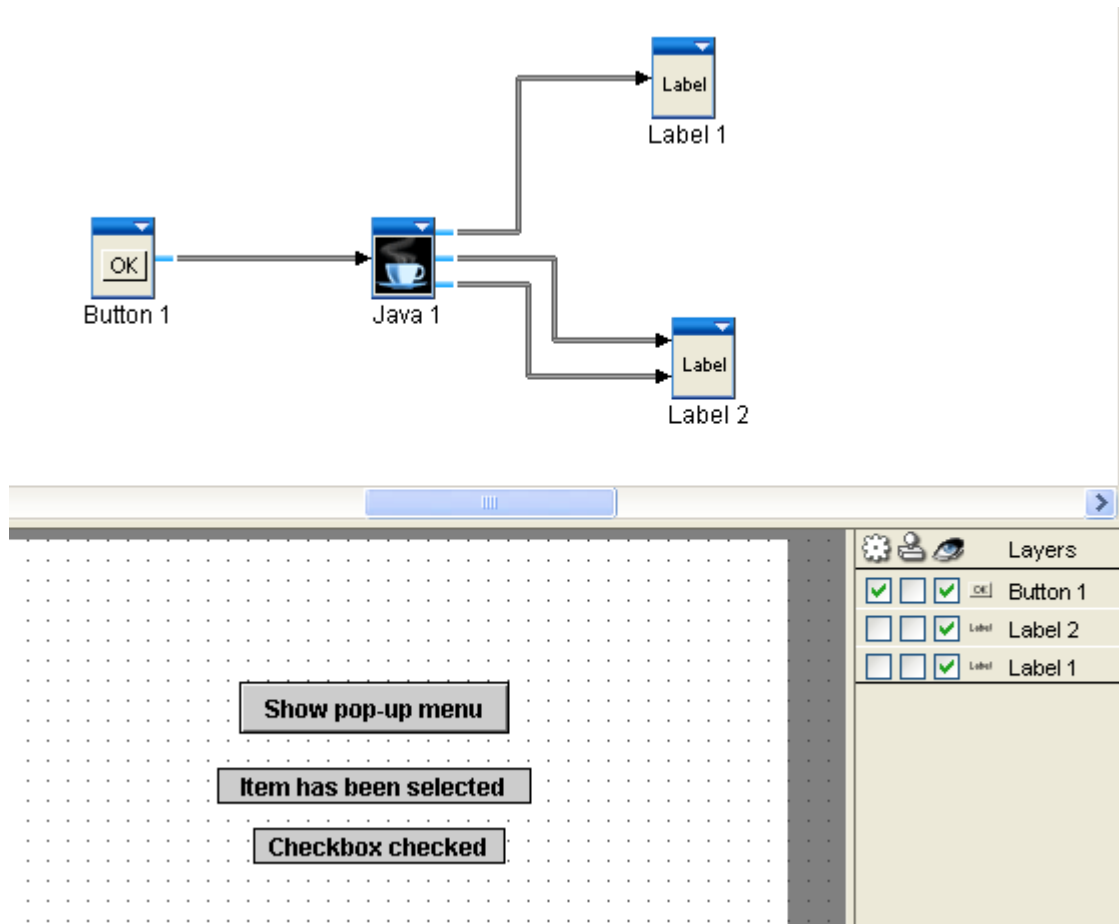 Label
Label 1
OK
Button 1
Java 1
Label
Label 2
Layers
OK
Button 1
Label
Label 2
Label
Label 1
Show pop-up menu
Item has been selected
Checkbox checked